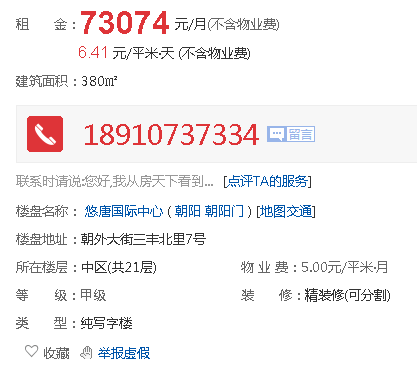 租　　金：73074 元/月(不含物业费)
6.41 元/平米·天 (不含物业费)
建筑面积：380㎡
18910737334 留言
联系时请说:您好,我从房天下看到... [点评TA的服务]
楼盘名称： 悠唐国际中心 ( 朝阳 朝阳门 ) [地图交通]
楼盘地址：朝外大街三丰北里7号
所在楼层：中区(共21层) 物 业 费：5.00元/平米·月
等　　级：甲级 装　　修：精装修(可分割)
类　　型：纯写字楼
收藏 举报虚假